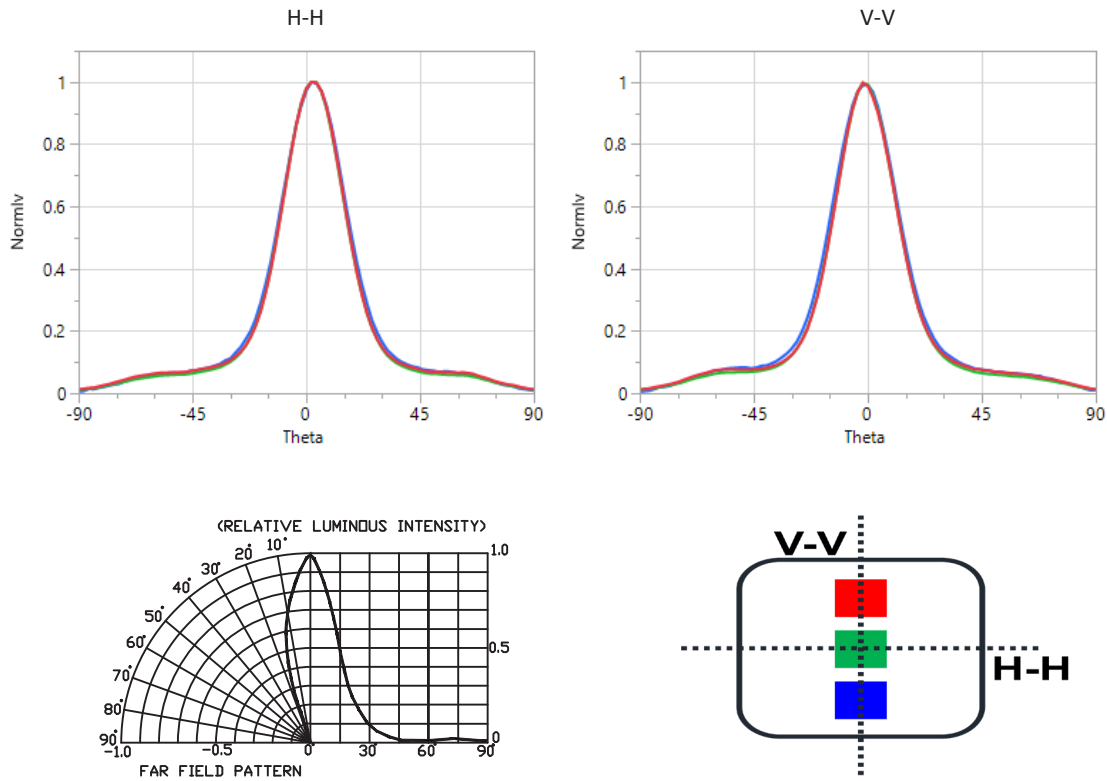 H-H
V-V
1
0.8
0.6
0.4
0.2
0
Normlv
-90 -45 0 45 90
Theta
1
0.8
0.6
0.4
0.2
0
Normlv
-90 -45 0 45 90
Theta
(RELATIVE LUMINOUS INTENSITY)
10° 1.0
20°
30°
40°
50°
60° 0.5
70°
80°
90° 0
-1.0 -0.5 0° 30° 60° 90°
FAR FIELD PATTERN
V-V
H-H